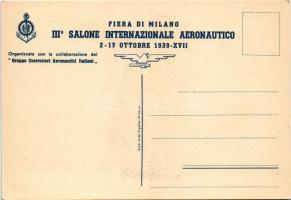 FIERA DI MILANO
IIIº SALONE INTERNAZIONALE AERONAUTICO
2-17 OTTOBRE 1939-XVII
Organizzato con la collaborazione del
"Gruppo Costruttori Aeronautici Italiani"